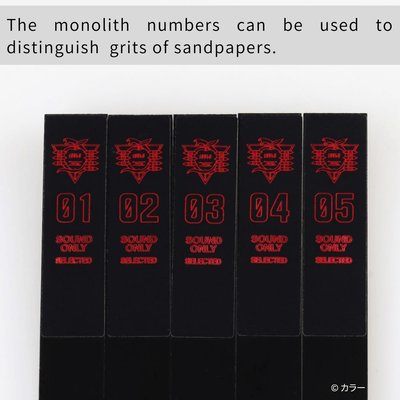 The monolith numbers can be used to
distinguish grits of sandpapers.
01 02 03 04 05
SOUND SOUND SOUND SOUND SOUND
ONLY ONLY ONLY ONLY ONLY
SELECTED SELECTED SELECTED SELECTED SELECTED
© カラー